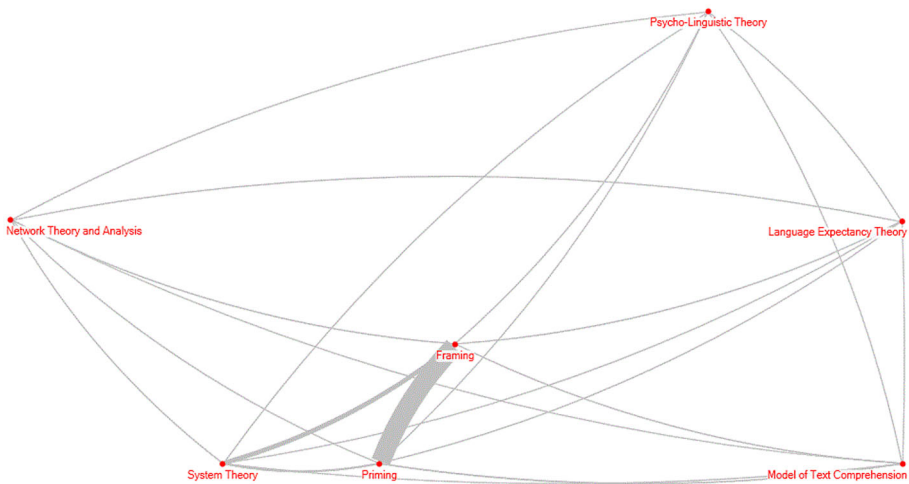 Psycho-Linguistic Theory
Network Theory and Analysis
Language Expectancy Theory
Framing
System Theory
Priming
Model of Text Comprehension